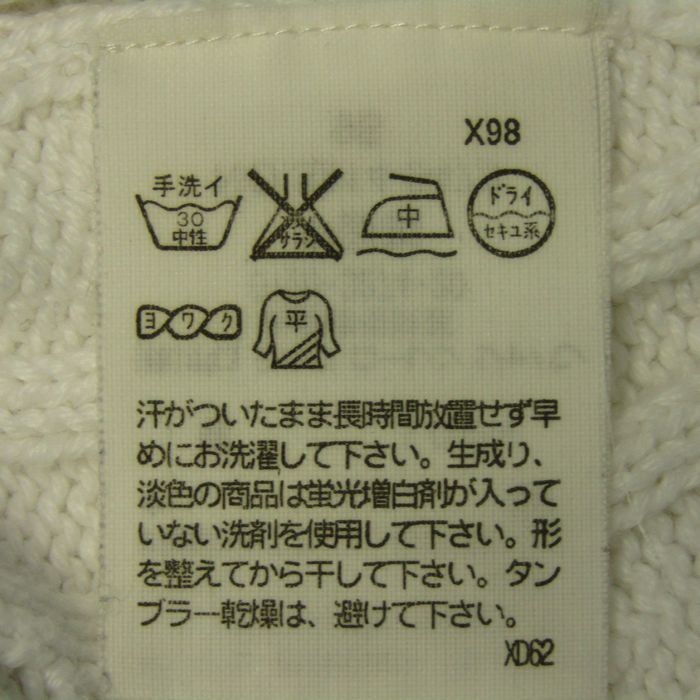 X98
手洗イ
30
中性
エンソ
サラシ
中
ドライ
セキユ系
ヨワク
平
汗がついたまま長時間放置せず早
めにお洗濯して下さい。生成り、
淡色の商品は蛍光増白剤が入って
いない洗剤を使用して下さい。形
を整えてから干して下さい。タン
ブラー乾燥は、避けて下さい。
XD62